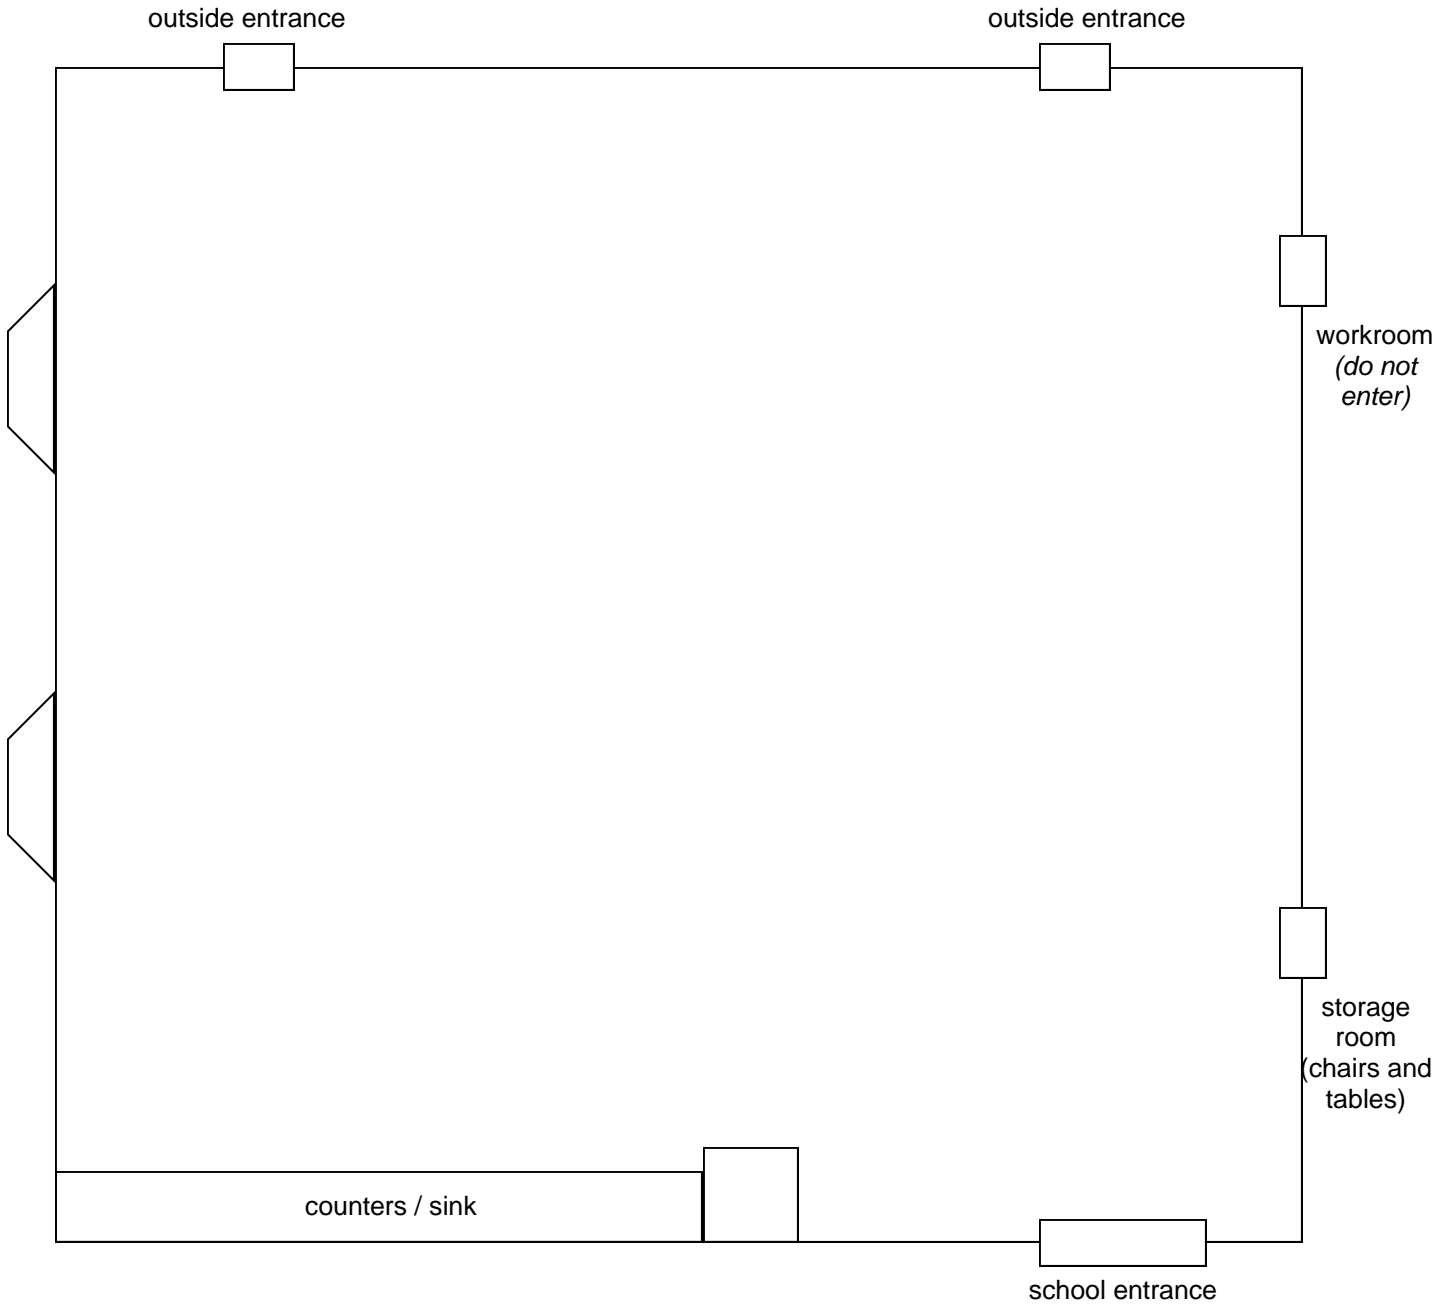 outside entrance
outside entrance
workroom
(do not
enter)
storage
room
(chairs and
tables)
counters / sink
school entrance